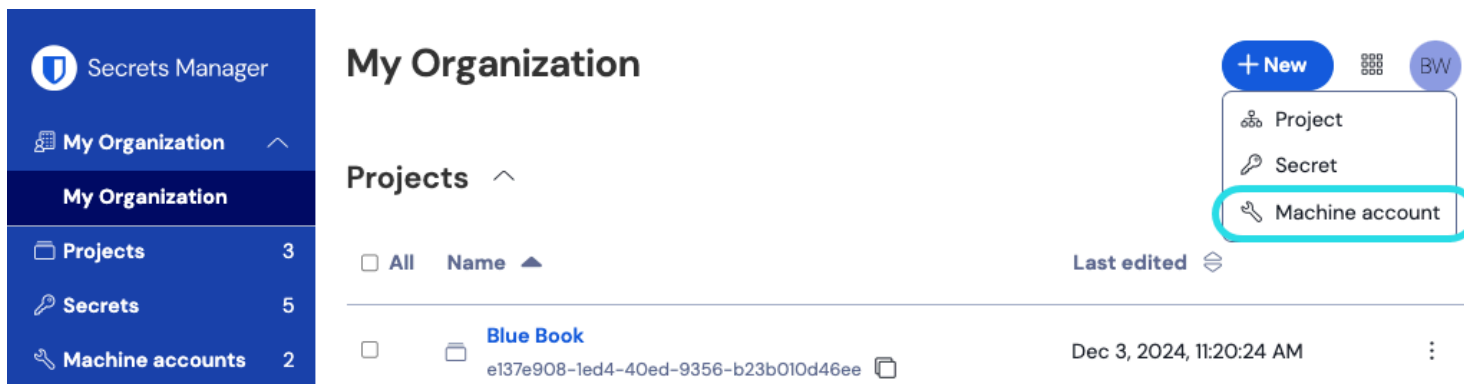 Secrets Manager
My Organization
My Organization
Projects 3
Secrets 5
Machine accounts 2
My Organization
+ New
BW
Project
Secret
Machine account
Projects
All Name Last edited
Blue Book
e137e908-1ed4-40ed-9356-b23b010d46ee
Dec 3, 2024, 11:20:24 AM